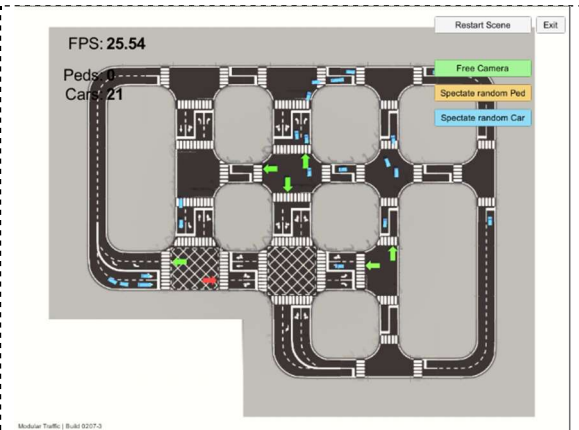 Restart Scene
Exit
FPS: 25.54
Free Camera
Peds: 0
Spectate random Ped
Cars: 21
Spectate random Car
Modular Traffic | Build 0207-3